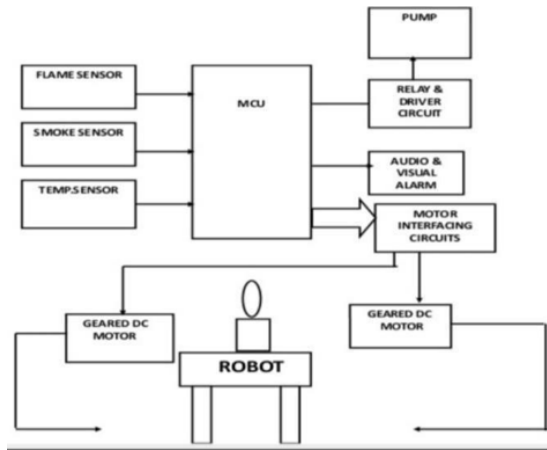 PUMP
FLAME SENSOR
MCU
RELAY &
DRIVER
CIRCUIT
SMOKE SENSOR
AUDIO &
VISUAL
ALARM
TEMP.SENSOR
MOTOR
INTERFACING
CIRCUITS
GEARED DC
MOTOR
GEARED DC
MOTOR
ROBOT